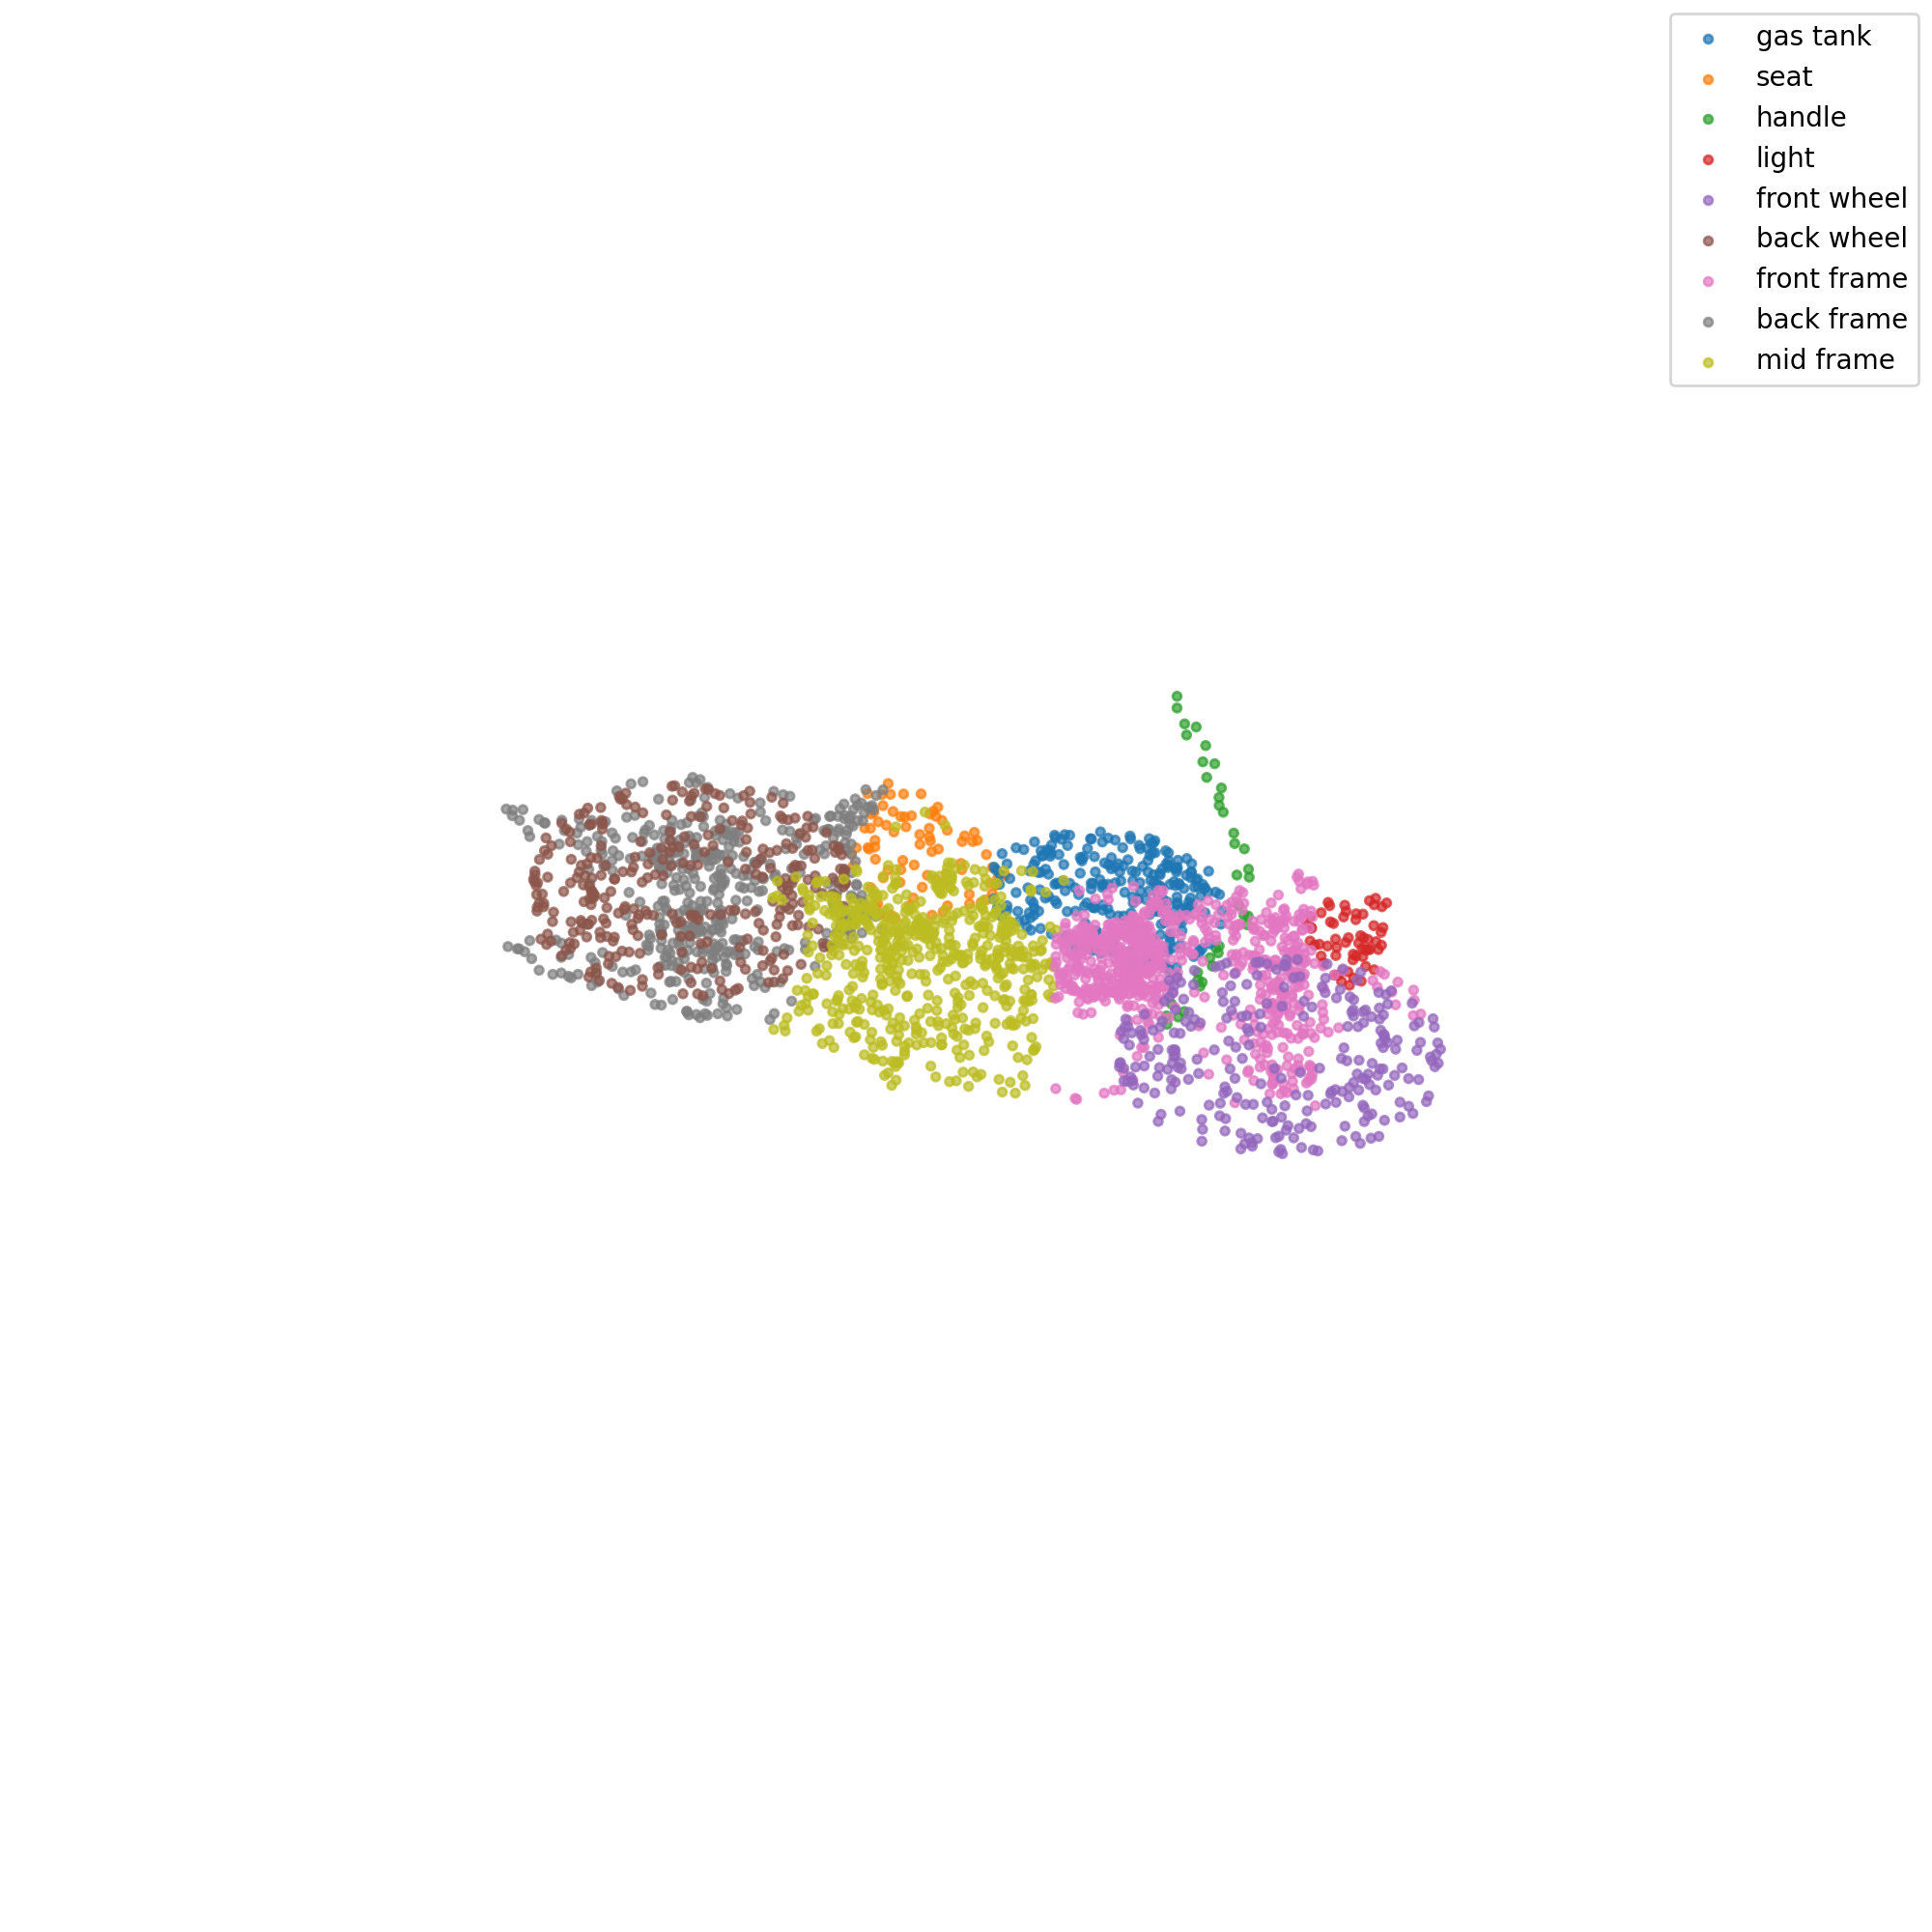 gas tank
seat
handle
light
front wheel
back wheel
front frame
back frame
mid frame